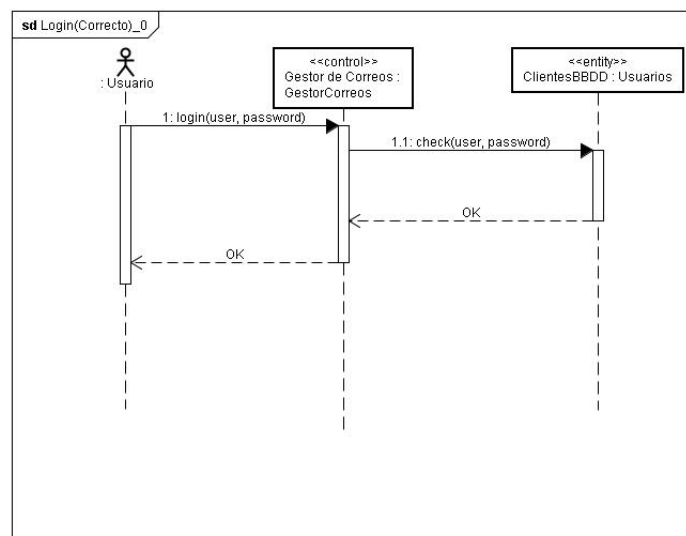 sd Login(Correcto)_0
: Usuario
<<control>>
Gestor de Correos :
GestorCorreos
<<entity>>
ClientesBBDD : Usuarios
1: login(user, password)
1.1: check(user, password)
OK
OK